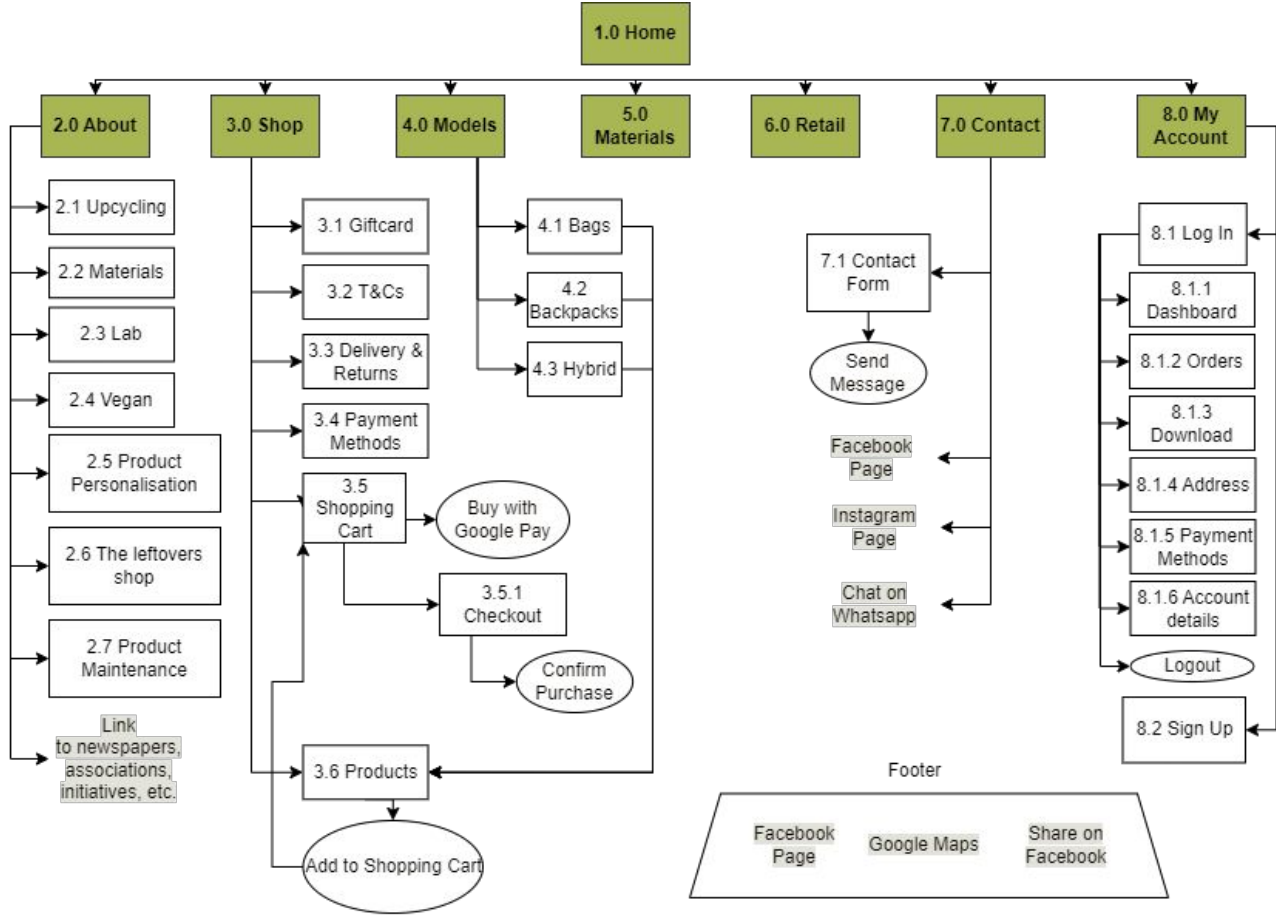 1.0 Home
2.0 About
3.0 Shop
4.0 Models
5.0
Materials
6.0 Retail
7.0 Contact
8.0 My
Account
2.1 Upcycling
2.2 Materials
2.3 Lab
2.4 Vegan
2.5 Product
Personalisation
2.6 The leftovers
shop
2.7 Product
Maintenance
Link
to newspapers,
associations,
initiatives, etc.
3.1 Giftcard
3.2 T&Cs
3.3 Delivery &
Returns
3.4 Payment
Methods
3.5
Shopping
Cart
Buy with
Google Pay
3.5.1
Checkout
Confirm
Purchase
3.6 Products
Add to Shopping Cart
4.1 Bags
4.2
Backpacks
4.3 Hybrid
7.1 Contact
Form
Send
Message
Facebook
Page
Instagram
Page
Chat on
Whatsapp
8.1 Log In
8.1.1
Dashboard
8.1.2 Orders
8.1.3
Download
8.1.4 Address
8.1.5 Payment
Methods
8.1.6 Account
details
Logout
8.2 Sign Up
Footer
Facebook
Page
Google Maps
Share on
Facebook